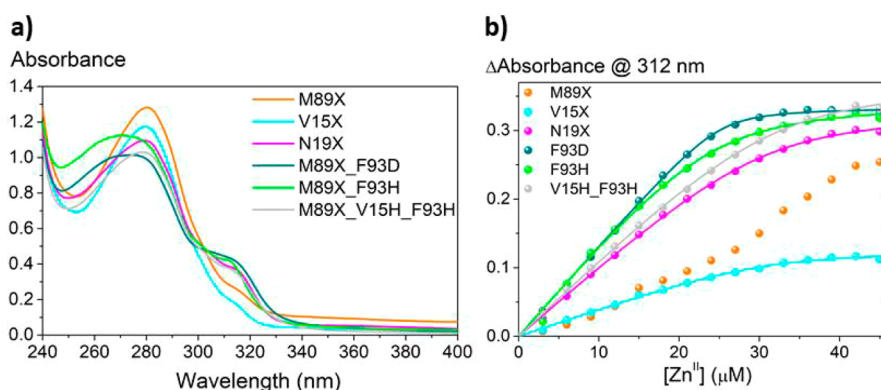 a)
Absorbance
1.4
1.2
1.0
0.8
0.6
0.4
0.2
0.0
240 260 280 300 320 340 360 380 400
Wavelength (nm)
M89X
V15X
N19X
M89X_F93D
M89X_F93H
M89X_V15H_F93H
b)
ΔAbsorbance @ 312 nm
0.3
0.2
0.1
0.0
0 10 20 30 40
[Zn^II] (μM)
M89X
V15X
N19X
F93D
F93H
V15H_F93H